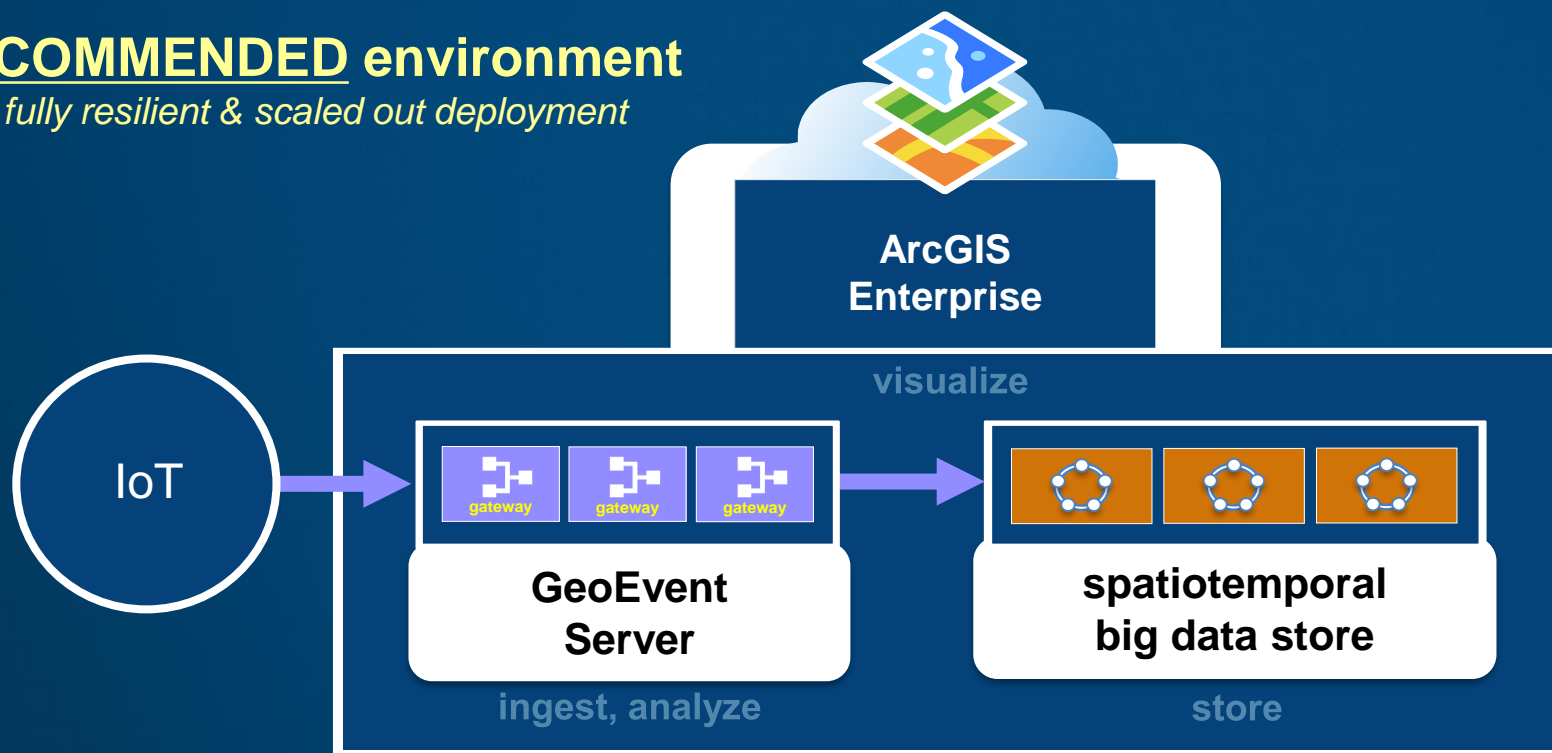 COMMENDED environment
fully resilient & scaled out deployment
ArcGIS
Enterprise
visualize
IoT
gateway
gateway
gateway
GeoEvent
Server
spatiotemporal
big data store
ingest, analyze
store